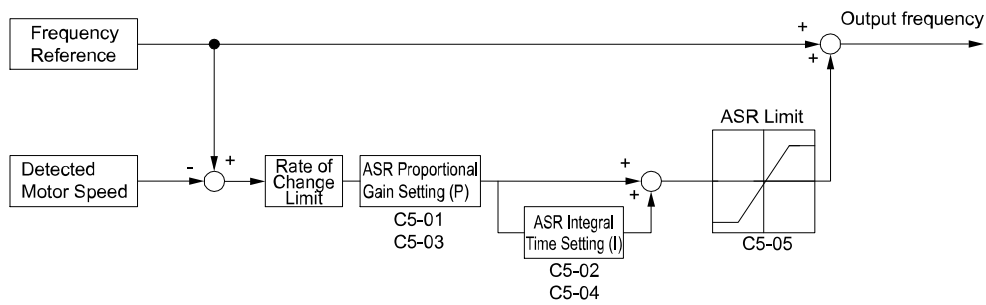 Frequency
Reference
+
+
Output frequency
Detected
Motor Speed
-
+
Rate of
Change
Limit
ASR Proportional
Gain Setting (P)
C5-01
C5-03
+
+
ASR Integral
Time Setting (I)
C5-02
C5-04
ASR Limit
C5-05